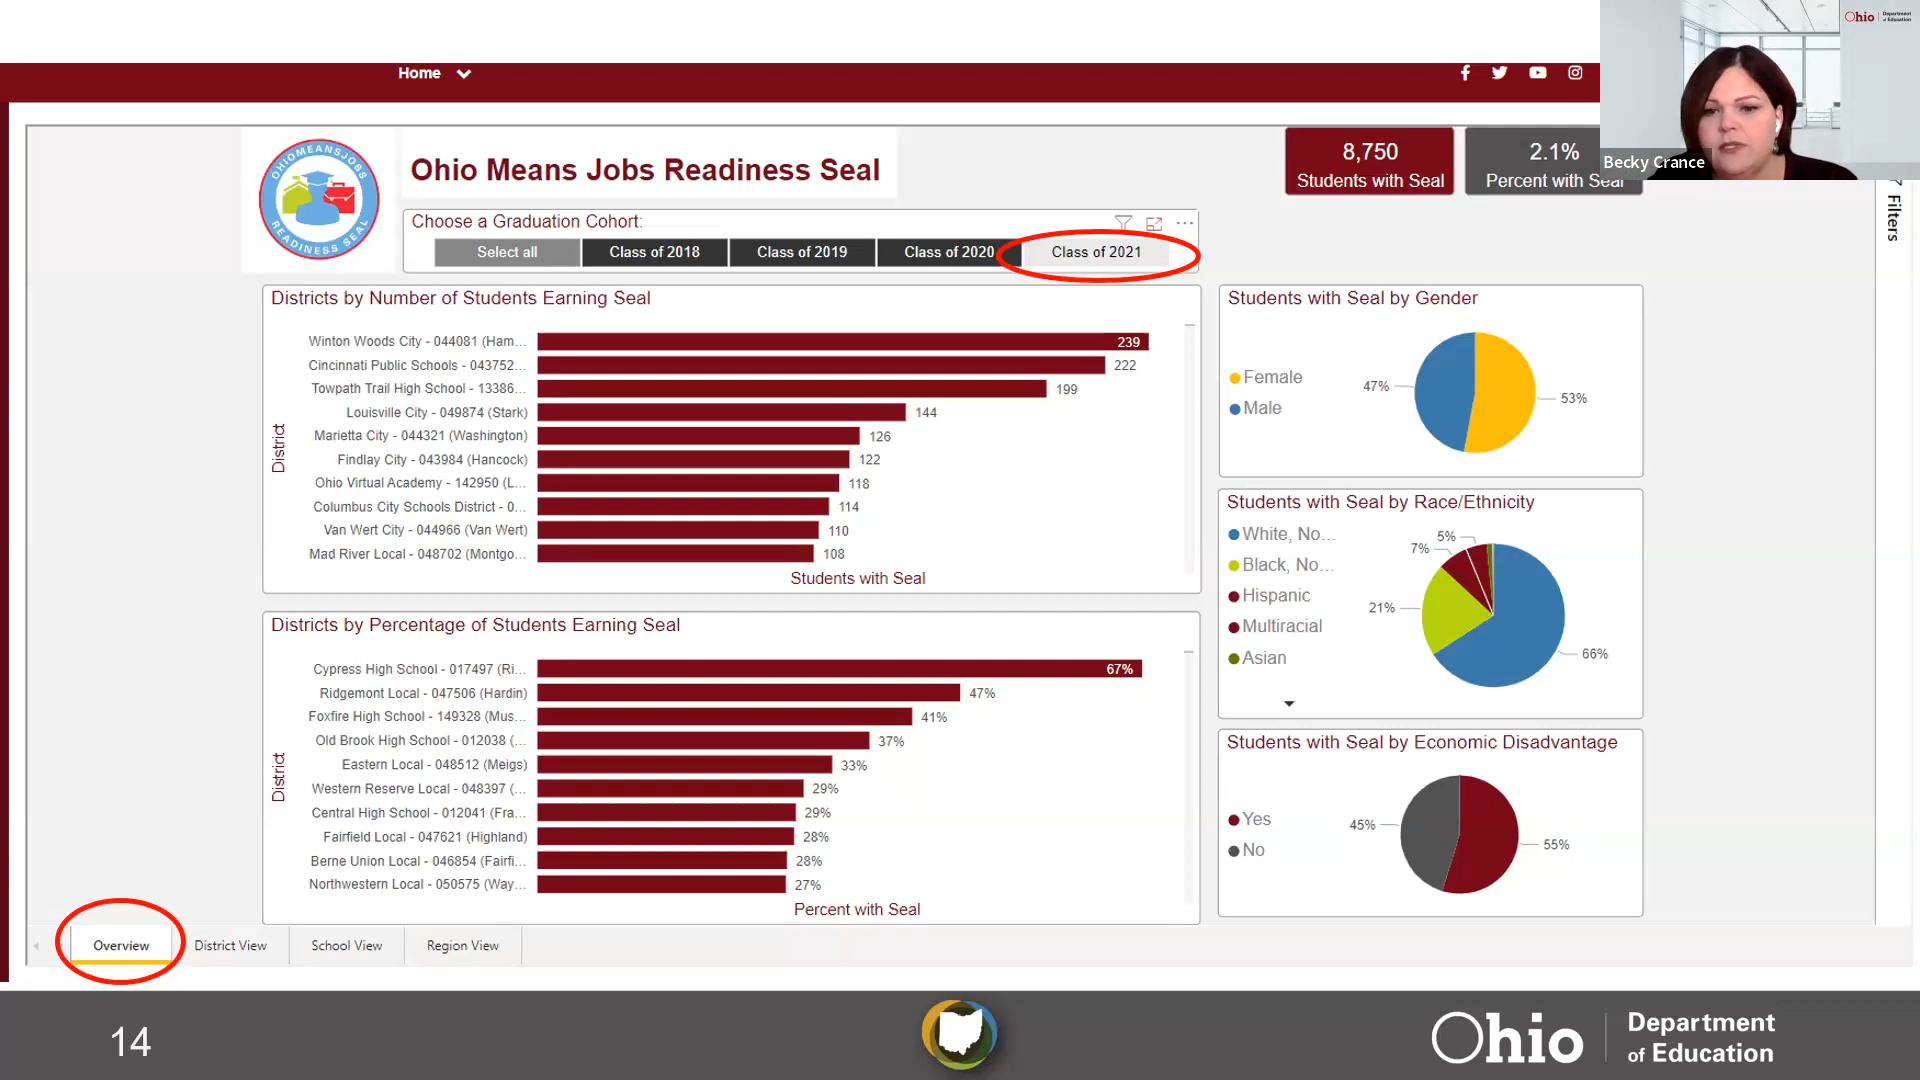 Home
Ohio | Department of Education
Becky Crance
OHIOMEANSJOBS
READINESS SEAL
Ohio Means Jobs Readiness Seal
8,750
Students with Seal
2.1%
Percent with Seal
Filters
Choose a Graduation Cohort:
Select all
Class of 2018
Class of 2019
Class of 2020
Class of 2021
Districts by Number of Students Earning Seal
District
Winton Woods City - 044081 (Ham... 239
Cincinnati Public Schools - 043752... 222
Towpath Trail High School - 13386... 199
Louisville City - 049874 (Stark) 144
Marietta City - 044321 (Washington) 126
Findlay City - 043984 (Hancock) 122
Ohio Virtual Academy - 142950 (L... 118
Columbus City Schools District - 0... 114
Van Wert City - 044966 (Van Wert) 110
Mad River Local - 048702 (Montgo... 108
Students with Seal
Districts by Percentage of Students Earning Seal
District
Cypress High School - 017497 (Ri... 67%
Ridgemont Local - 047506 (Hardin) 47%
Foxfire High School - 149328 (Mus... 41%
Old Brook High School - 012038 (... 37%
Eastern Local - 048512 (Meigs) 33%
Western Reserve Local - 048397 (... 29%
Central High School - 012041 (Fra... 29%
Fairfield Local - 047621 (Highland) 28%
Berne Union Local - 046854 (Fairfi... 28%
Northwestern Local - 050575 (Way... 27%
Percent with Seal
Students with Seal by Gender
Female
Male
47%
53%
Students with Seal by Race/Ethnicity
White, No...
Black, No...
Hispanic
Multiracial
Asian
5%
7%
21%
66%
Students with Seal by Economic Disadvantage
Yes
No
45%
55%
Overview
District View
School View
Region View
14
Ohio
Department
of Education